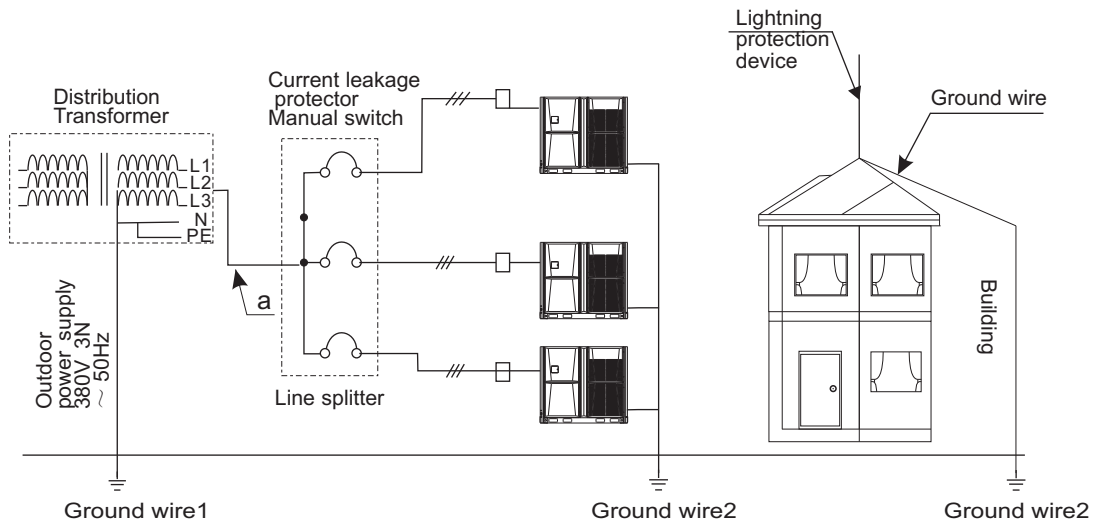 Lightning
protection
device
Current leakage
protector
Manual switch
Distribution
Transformer
Ground wire
L1
L2
L3
N
PE
a
Outdoor
power supply
380V 3N
~ 50Hz
Building
Line splitter
Ground wire1
Ground wire2
Ground wire2